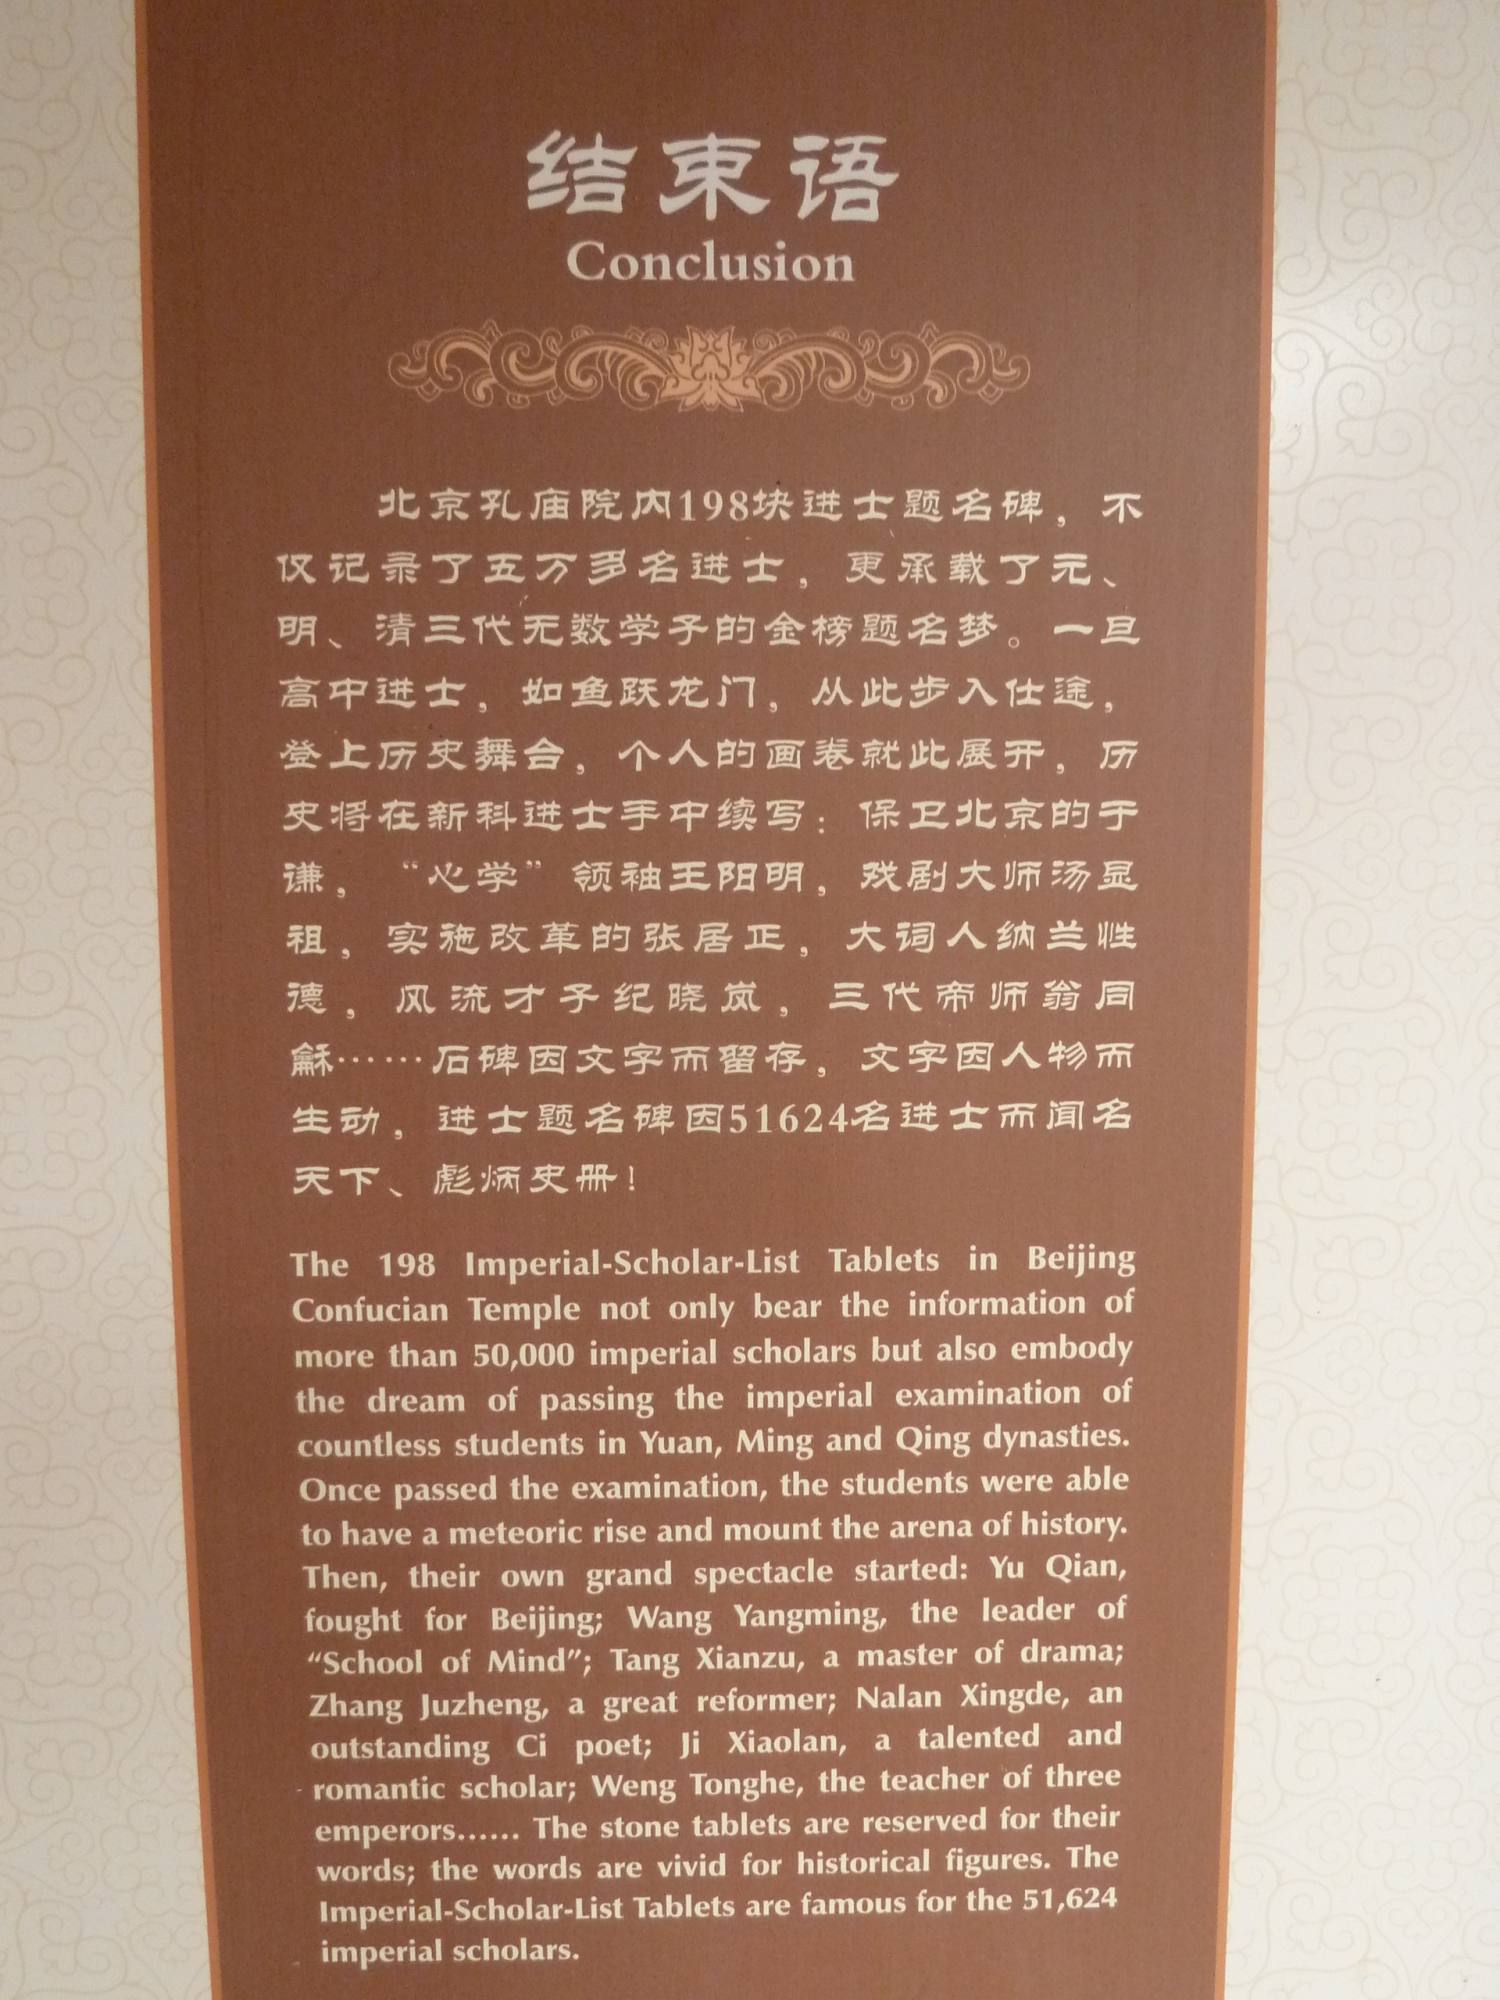 结束语
Conclusion
北京孔庙院内198块进士题名碑，不
仅记录了五万多名进士，更承载了元、
明、清三代无数学子的金榜题名梦。一旦
高中进士，如鱼跃龙门，从此步入仕途，
登上历史舞台，个人的画卷就此展开，历
史将在新科进士手中续写：保卫北京的于
谦，“心学”领袖王阳明，戏剧大师汤显
祖，实施改革的张居正，大词人纳兰性
德，风流才子纪晓岚，三代帝师翁同
龢……石碑因文字而留存，文字因人物而
生动，进士题名碑因51624名进士而闻名
天下、彪炳史册！
The 198 Imperial-Scholar-List Tablets in Beijing
Confucian Temple not only bear the information of
more than 50,000 imperial scholars but also embody
the dream of passing the imperial examination of
countless students in Yuan, Ming and Qing dynasties.
Once passed the examination, the students were able
to have a meteoric rise and mount the arena of history.
Then, their own grand spectacle started: Yu Qian,
fought for Beijing; Wang Yangming, the leader of
“School of Mind”; Tang Xianzu, a master of drama;
Zhang Juzheng, a great reformer; Nalan Xingde, an
outstanding Ci poet; Ji Xiaolan, a talented and
romantic scholar; Weng Tonghe, the teacher of three
emperors…… The stone tablets are reserved for their
words; the words are vivid for historical figures. The
Imperial-Scholar-List Tablets are famous for the 51,624
imperial scholars.